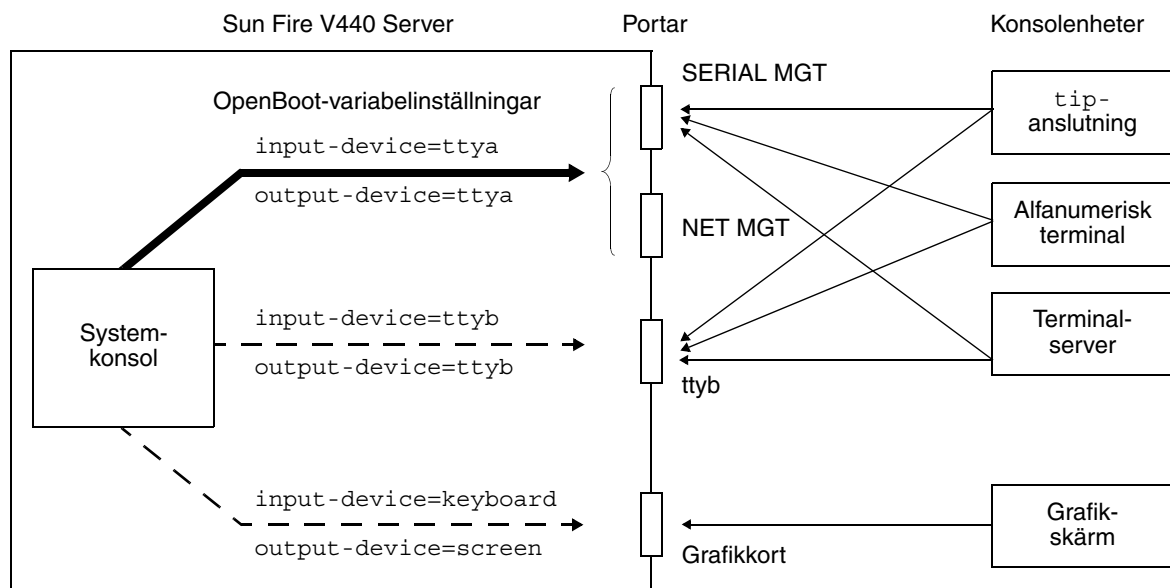 Sun Fire V440 Server
Portar
Konsolenheter
SERIAL MGT
OpenBoot-variabelinställningar
input-device=ttya
output-device=ttya
NET MGT
tip-
anslutning
Alfanumerisk
terminal
System-
konsol
input-device=ttyb
output-device=ttyb
ttyb
Terminal-
server
input-device=keyboard
output-device=screen
Grafikkort
Grafik-
skärm